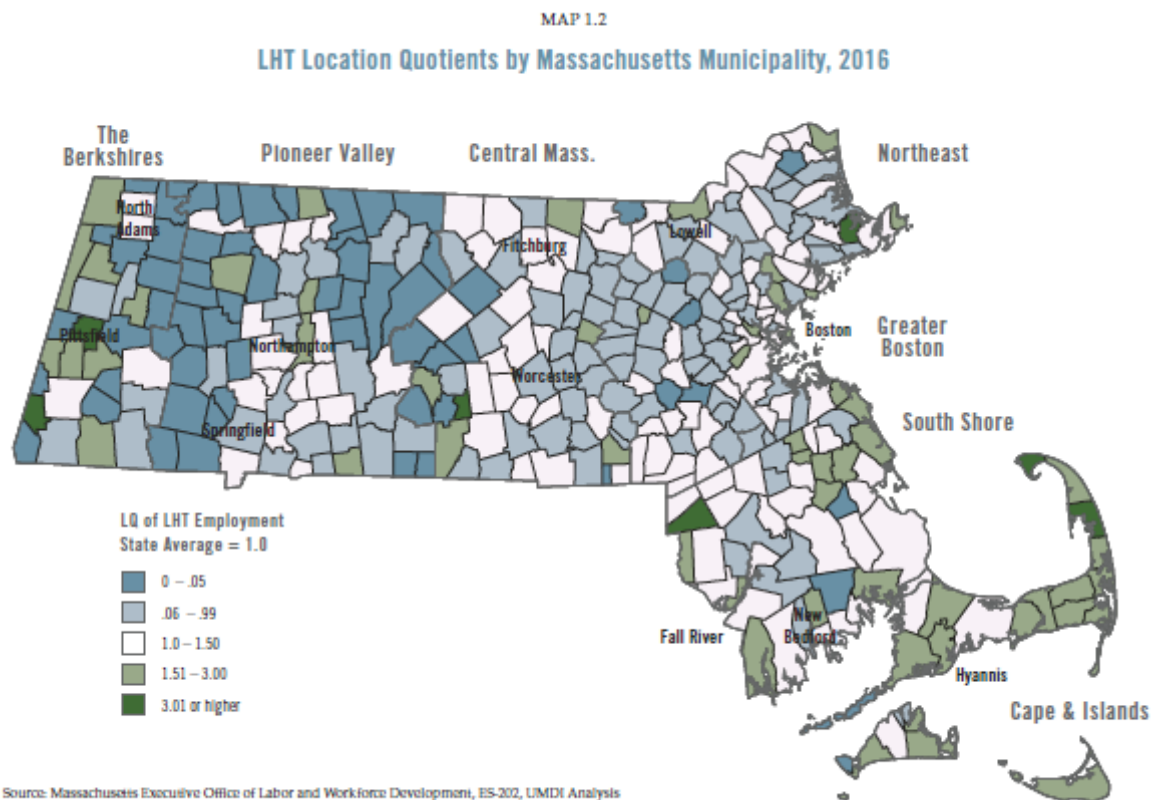 MAP 1.2
LHT Location Quotients by Massachusetts Municipality, 2016
The
Berkshires
Pioneer Valley
Central Mass.
Northeast
North
Adams
Fitchburg
Lowell
Pittsfield
Northampton
Boston
Greater
Boston
Worcester
Springfield
South Shore
LQ of LHT Employment
State Average = 1.0
0 – .05
.06 – .99
1.0 – 1.50
1.51 – 3.00
3.01 or higher
New
Bedford
Fall River
Hyannis
Cape & Islands
Source: Massachusetts Executive Office of Labor and Workforce Development, ES-202, UMDI Analysis